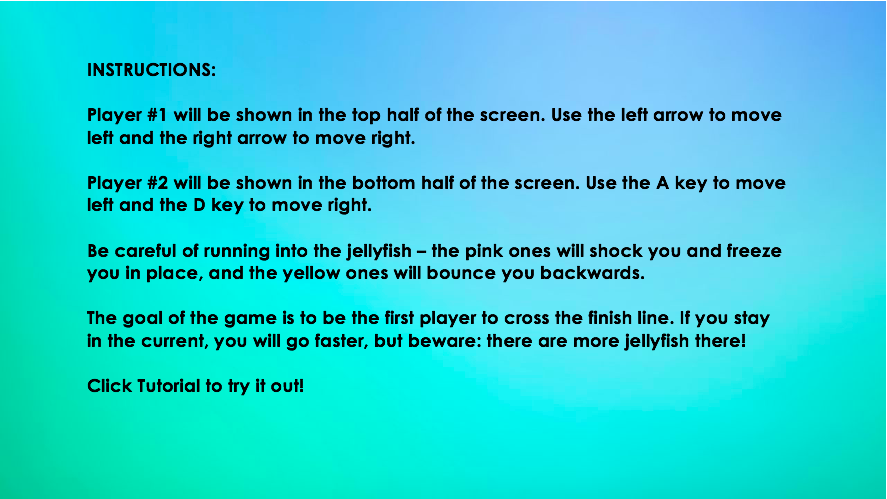 INSTRUCTIONS:
Player #1 will be shown in the top half of the screen. Use the left arrow to move
left and the right arrow to move right.
Player #2 will be shown in the bottom half of the screen. Use the A key to move
left and the D key to move right.
Be careful of running into the jellyfish – the pink ones will shock you and freeze
you in place, and the yellow ones will bounce you backwards.
The goal of the game is to be the first player to cross the finish line. If you stay
in the current, you will go faster, but beware: there are more jellyfish there!
Click Tutorial to try it out!